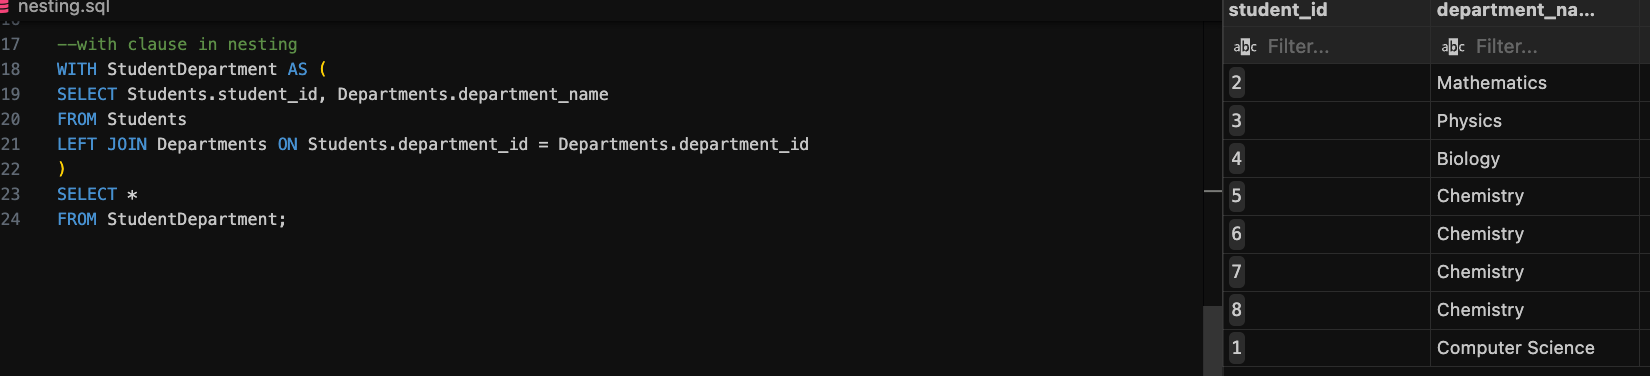 nesting.sql
17 --with clause in nesting
18 WITH StudentDepartment AS (
19 SELECT Students.student_id, Departments.department_name
20 FROM Students
21 LEFT JOIN Departments ON Students.department_id = Departments.department_id
22 )
23 SELECT *
24 FROM StudentDepartment;
student_id department_na...
abc Filter... abc Filter...
2 Mathematics
3 Physics
4 Biology
5 Chemistry
6 Chemistry
7 Chemistry
8 Chemistry
1 Computer Science